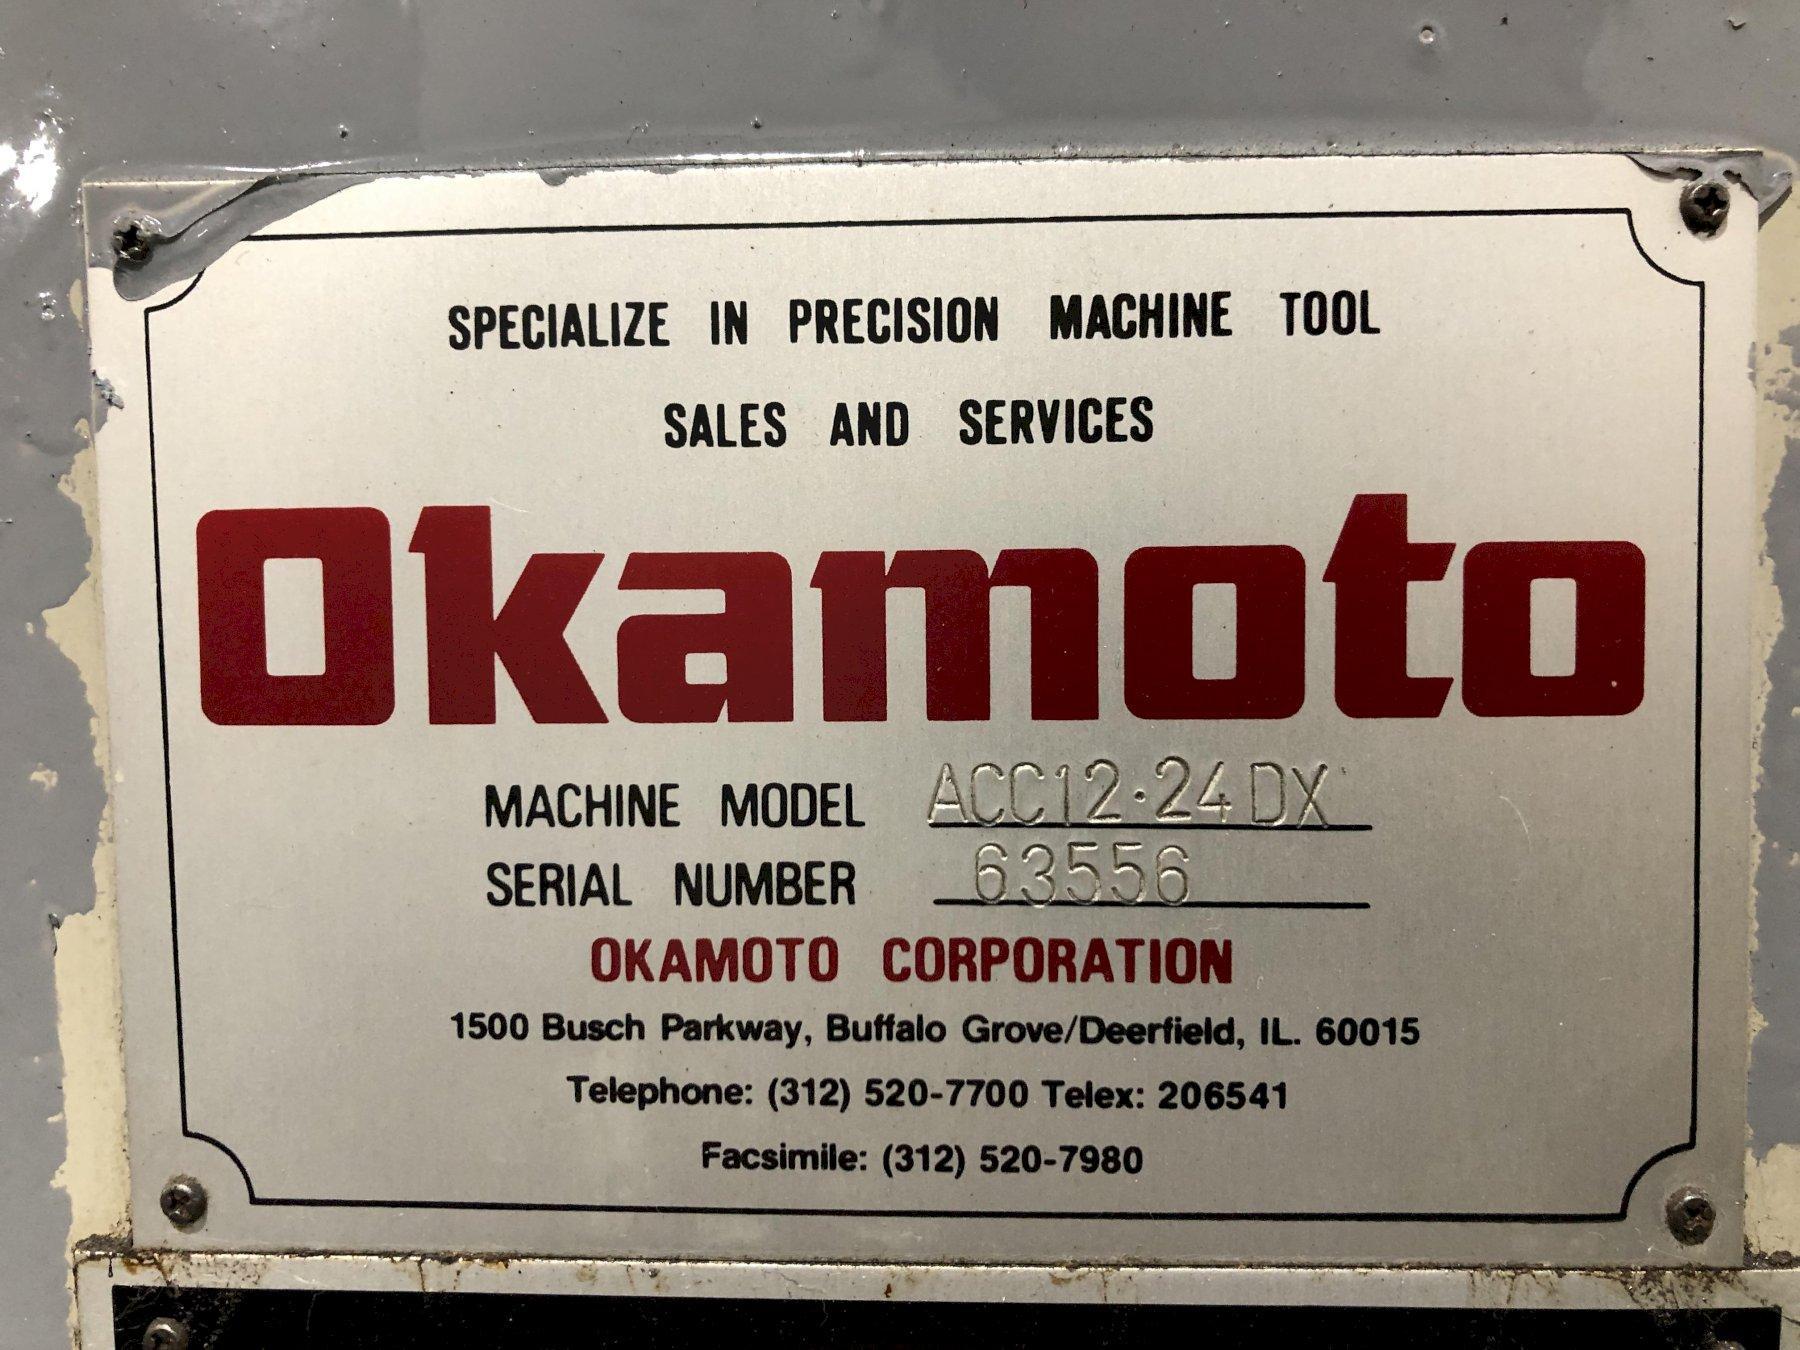 SPECIALIZE IN PRECISION MACHINE TOOL
SALES AND SERVICES
Okamoto
MACHINE MODEL ACC12·24DX
SERIAL NUMBER 63556
OKAMOTO CORPORATION
1500 Busch Parkway, Buffalo Grove/Deerfield, IL. 60015
Telephone: (312) 520-7700 Telex: 206541
Facsimile: (312) 520-7980